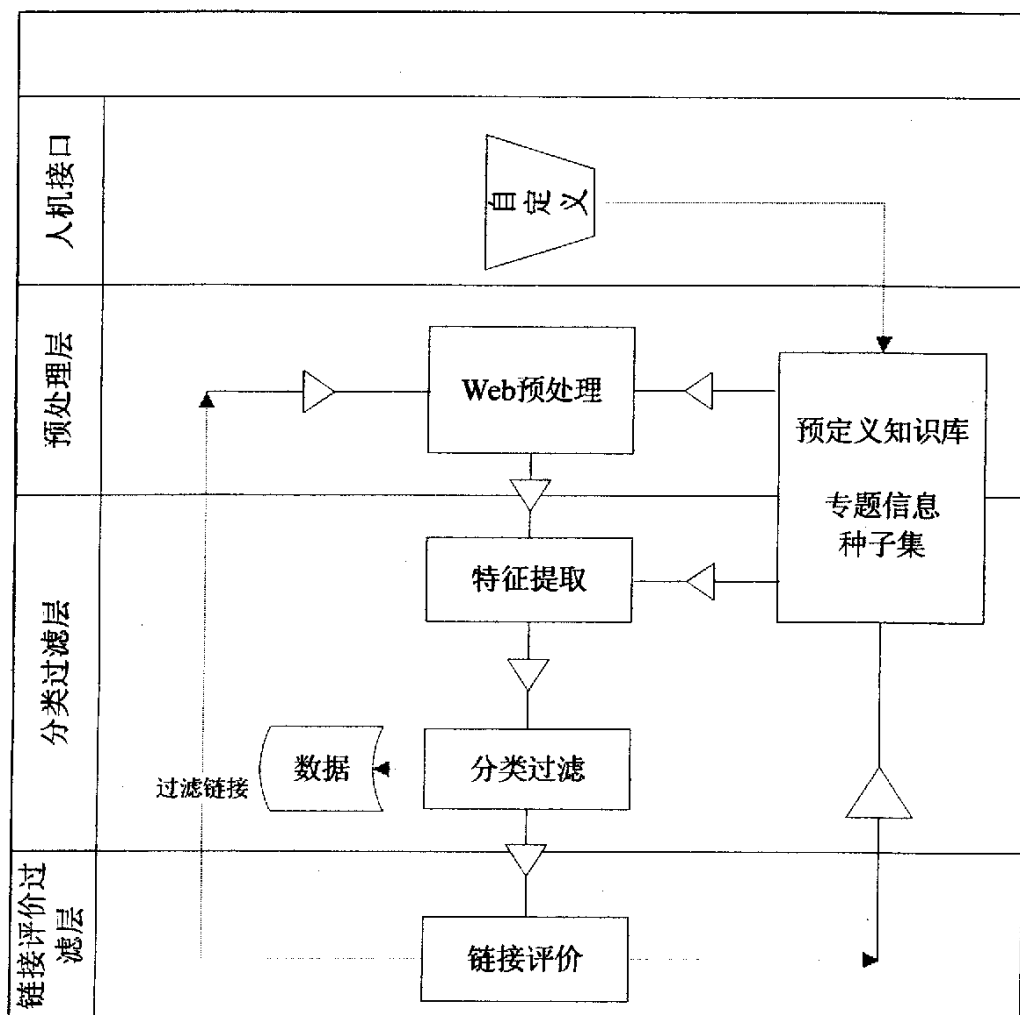 人机接口
自定义
预处理层
Web预处理
预定义知识库
专题信息
种子集
分类过滤层
特征提取
数据
分类过滤
过滤链接
链接评价过
滤层
链接评价